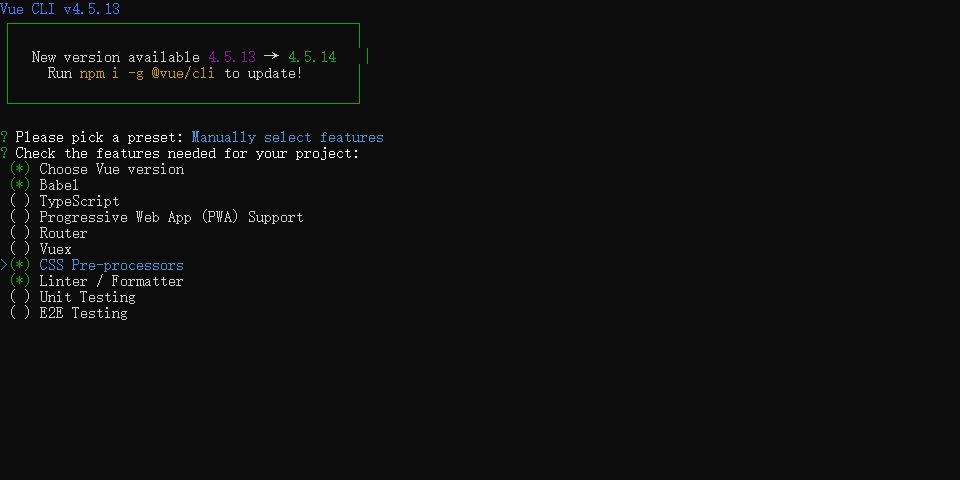 Vue CLI v4.5.13
New version available 4.5.13 → 4.5.14
Run npm i -g @vue/cli to update!
? Please pick a preset: Manually select features
? Check the features needed for your project:
(*) Choose Vue version
(*) Babel
( ) TypeScript
( ) Progressive Web App (PWA) Support
( ) Router
( ) Vuex
>(*) CSS Pre-processors
(*) Linter / Formatter
( ) Unit Testing
( ) E2E Testing